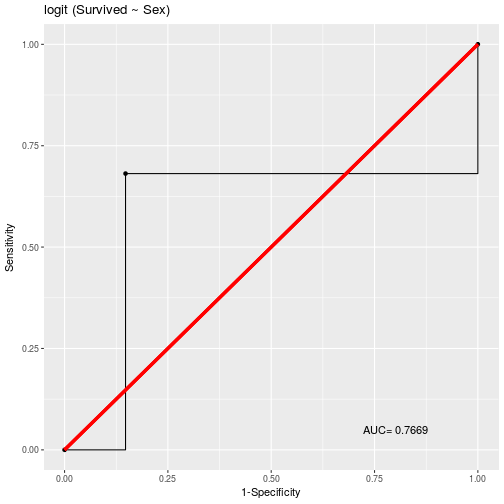 logit (Survived ~ Sex)
1.00
0.75
0.50
0.25
0.00
Sensitivity
AUC= 0.7669
0.00 0.25 0.50 0.75 1.00
1-Specificity